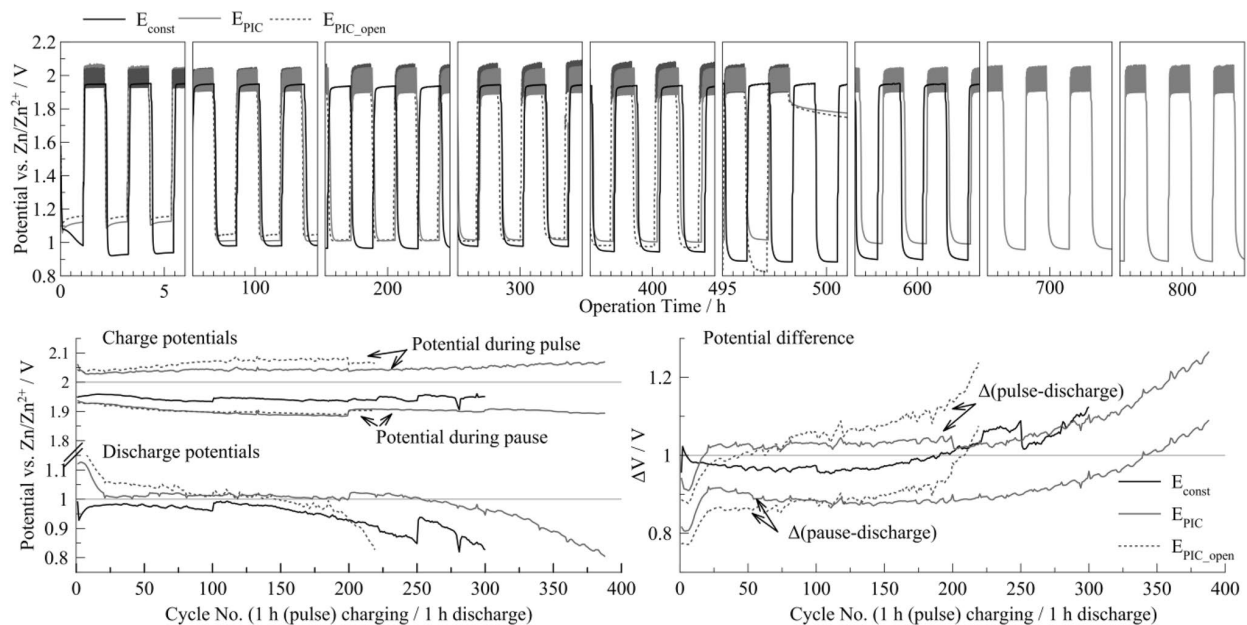 E_const E_PIC E_PIC_open
Potential vs. Zn/Zn²⁺ / V
2.2
2
1.8
1.6
1.4
1.2
1
0.8
0 5 100 200 300 400 495 500 600 700 800
Operation Time / h
Charge potentials
Potential during pulse
Potential during pause
Discharge potentials
Potential vs. Zn/Zn²⁺ / V
2.1
2
1.9
1.8
1.1
1
0.9
0.8
0 50 100 150 200 250 300 350 400
Cycle No. (1 h (pulse) charging / 1 h discharge)
Potential difference
Δ(pulse-discharge)
Δ(pause-discharge)
ΔV / V
1.2
1
0.8
E_const
E_PIC
E_PIC_open
0 50 100 150 200 250 300 350 400
Cycle No. (1 h (pulse) charging / 1 h discharge)